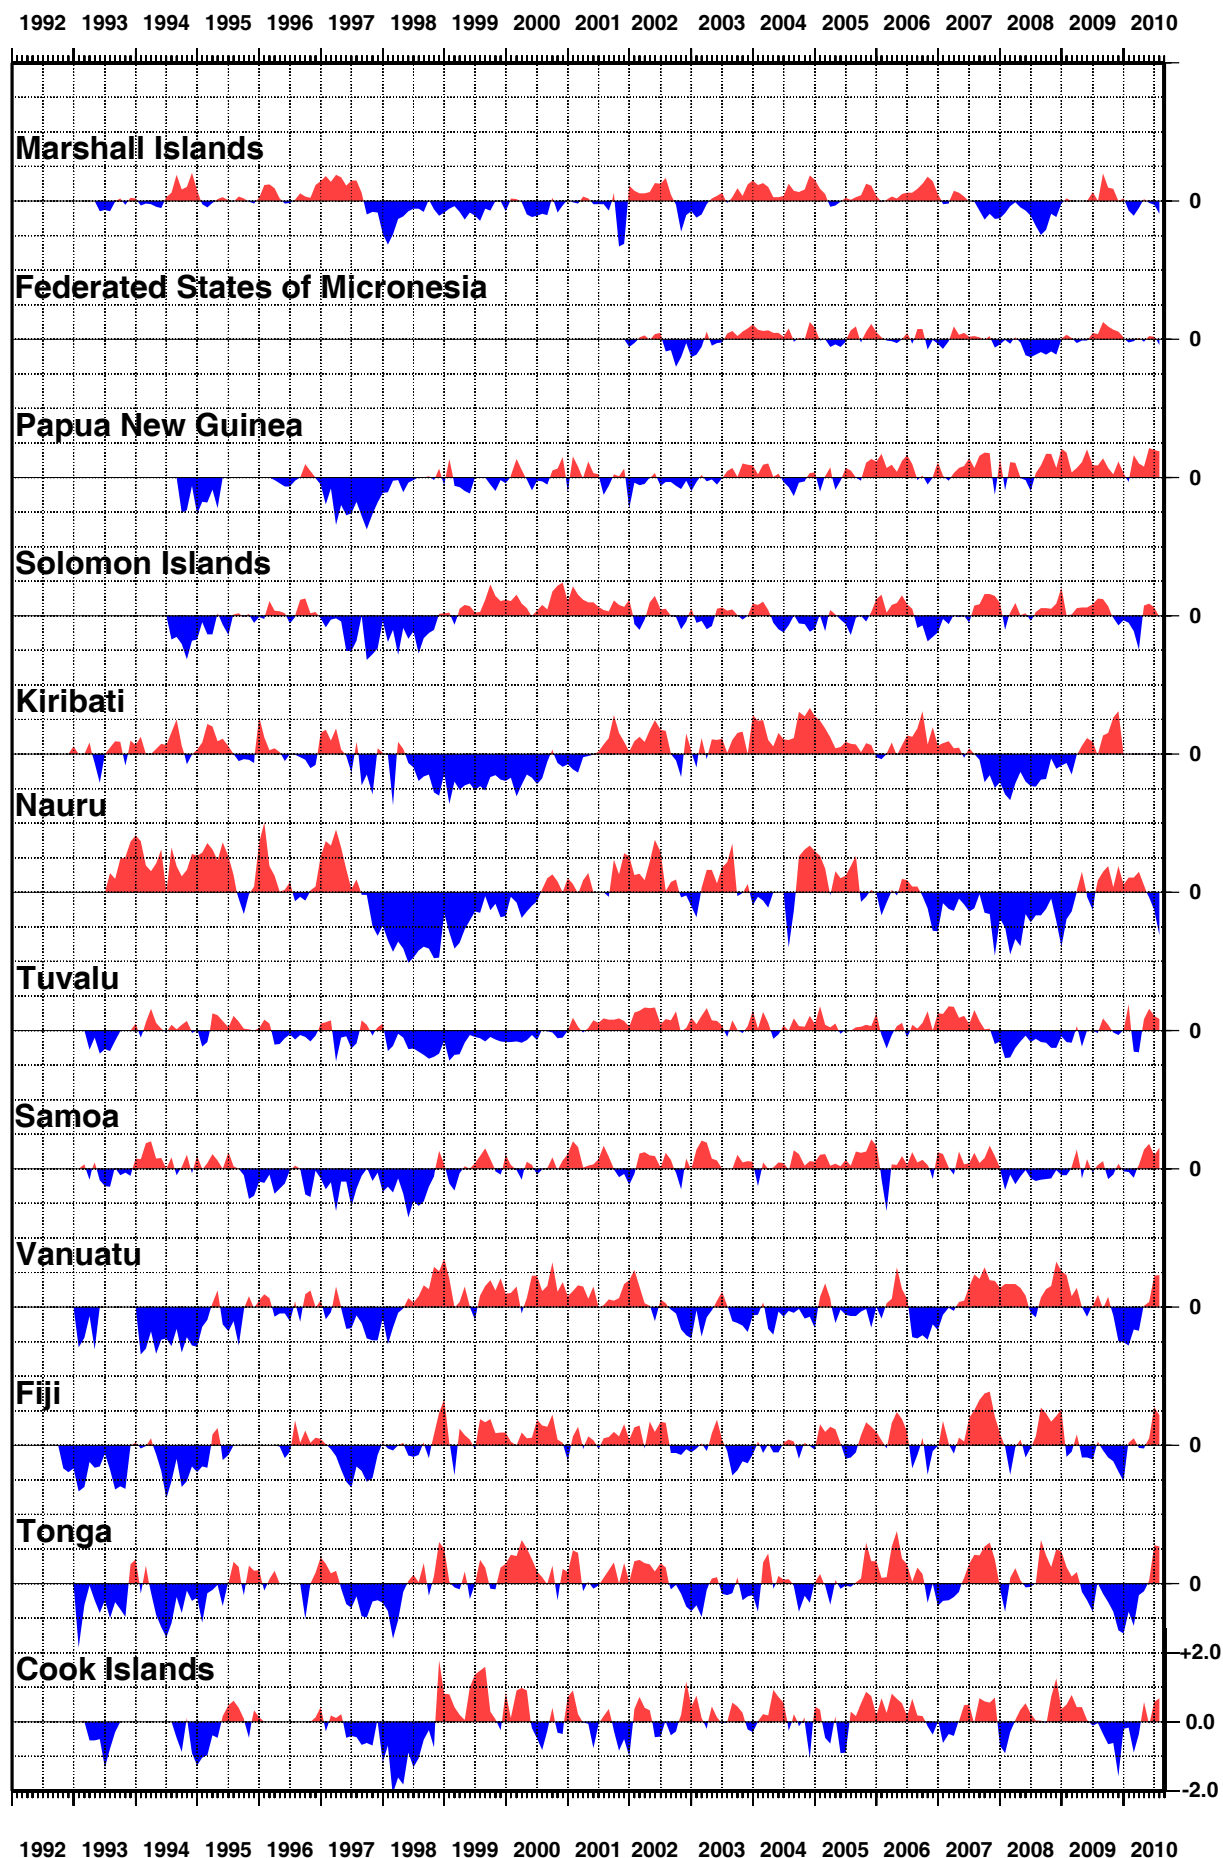 1992 1993 1994 1995 1996 1997 1998 1999 2000 2001 2002 2003 2004 2005 2006 2007 2008 2009 2010
Marshall Islands
0
Federated States of Micronesia
0
Papua New Guinea
0
Solomon Islands
0
Kiribati
0
Nauru
0
Tuvalu
0
Samoa
0
Vanuatu
0
Fiji
0
Tonga
0
+2.0
Cook Islands
0.0
-2.0
1992 1993 1994 1995 1996 1997 1998 1999 2000 2001 2002 2003 2004 2005 2006 2007 2008 2009 2010